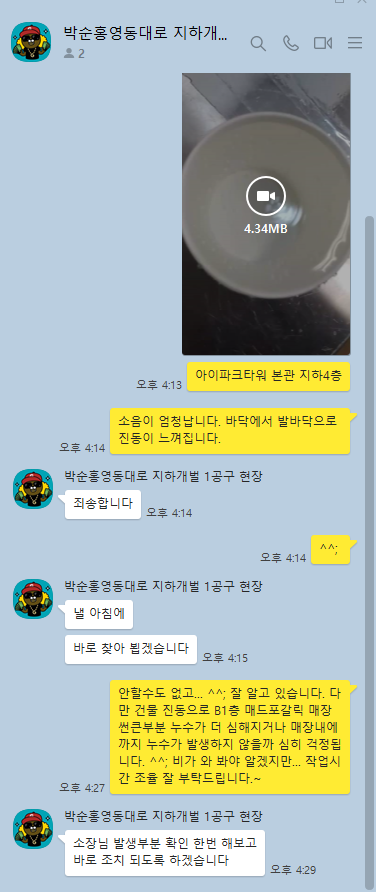 박순홍영동대로 지하개...
2
4.34MB
아이파크타워 본관 지하4층
오후 4:13
소음이 엄청납니다. 바닥에서 발바닥으로
진동이 느껴집니다.
오후 4:14
박순홍영동대로 지하개벌 1공구 현장
죄송합니다
오후 4:14
^^;
오후 4:14
박순홍영동대로 지하개벌 1공구 현장
낼 아침에
바로 찾아 뵙겠습니다
오후 4:15
안할수도 없고... ^^; 잘 알고 있습니다. 다
만 건물 진동으로 B1층 매드포갈릭 매장
썬큰부분 누수가 더 심해지거나 매장내에
까지 누수가 발생하지 않을까 심히 걱정됩
니다. ^^; 비가 와 봐야 알겠지만... 작업시
간 조율 잘 부탁드립니다.~
오후 4:27
박순홍영동대로 지하개벌 1공구 현장
소장님 발생부분 확인 한번 해보고
바로 조치 되도록 하겠습니다
오후 4:29